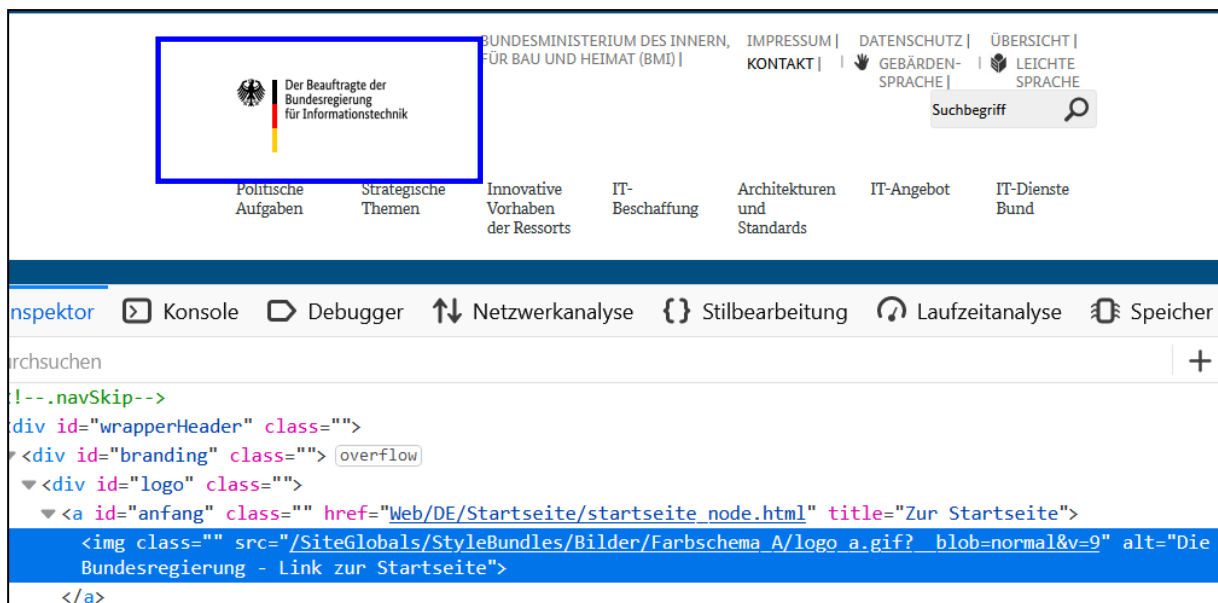 BUNDESMINISTERIUM DES INNERN, IMPRESSUM | DATENSCHUTZ | ÜBERSICHT |
FÜR BAU UND HEIMAT (BMI) | KONTAKT | | GEBÄRDEN- | LEICHTE
SPRACHE | SPRACHE
Der Beauftragte der
Bundesregierung
für Informationstechnik
Suchbegriff
Politische Strategische Innovative IT- Architekturen IT-Angebot IT-Dienste
Aufgaben Themen Vorhaben Beschaffung und Bund
der Ressorts Standards
nspektor Konsole Debugger Netzwerkanalyse {} Stilbearbeitung Laufzeitanalyse Speicher
rchsuchen +
!--.navSkip-->
div id="wrapperHeader" class="">
<div id="branding" class=""> overflow
<div id="logo" class="">
<a id="anfang" class="" href="Web/DE/Startseite/startseite_node.html" title="Zur Startseite">
<img class="" src="/SiteGlobals/StyleBundles/Bilder/Farbschema_A/logo_a.gif?__blob=normal&v=9" alt="Die
Bundesregierung - Link zur Startseite">
</a>